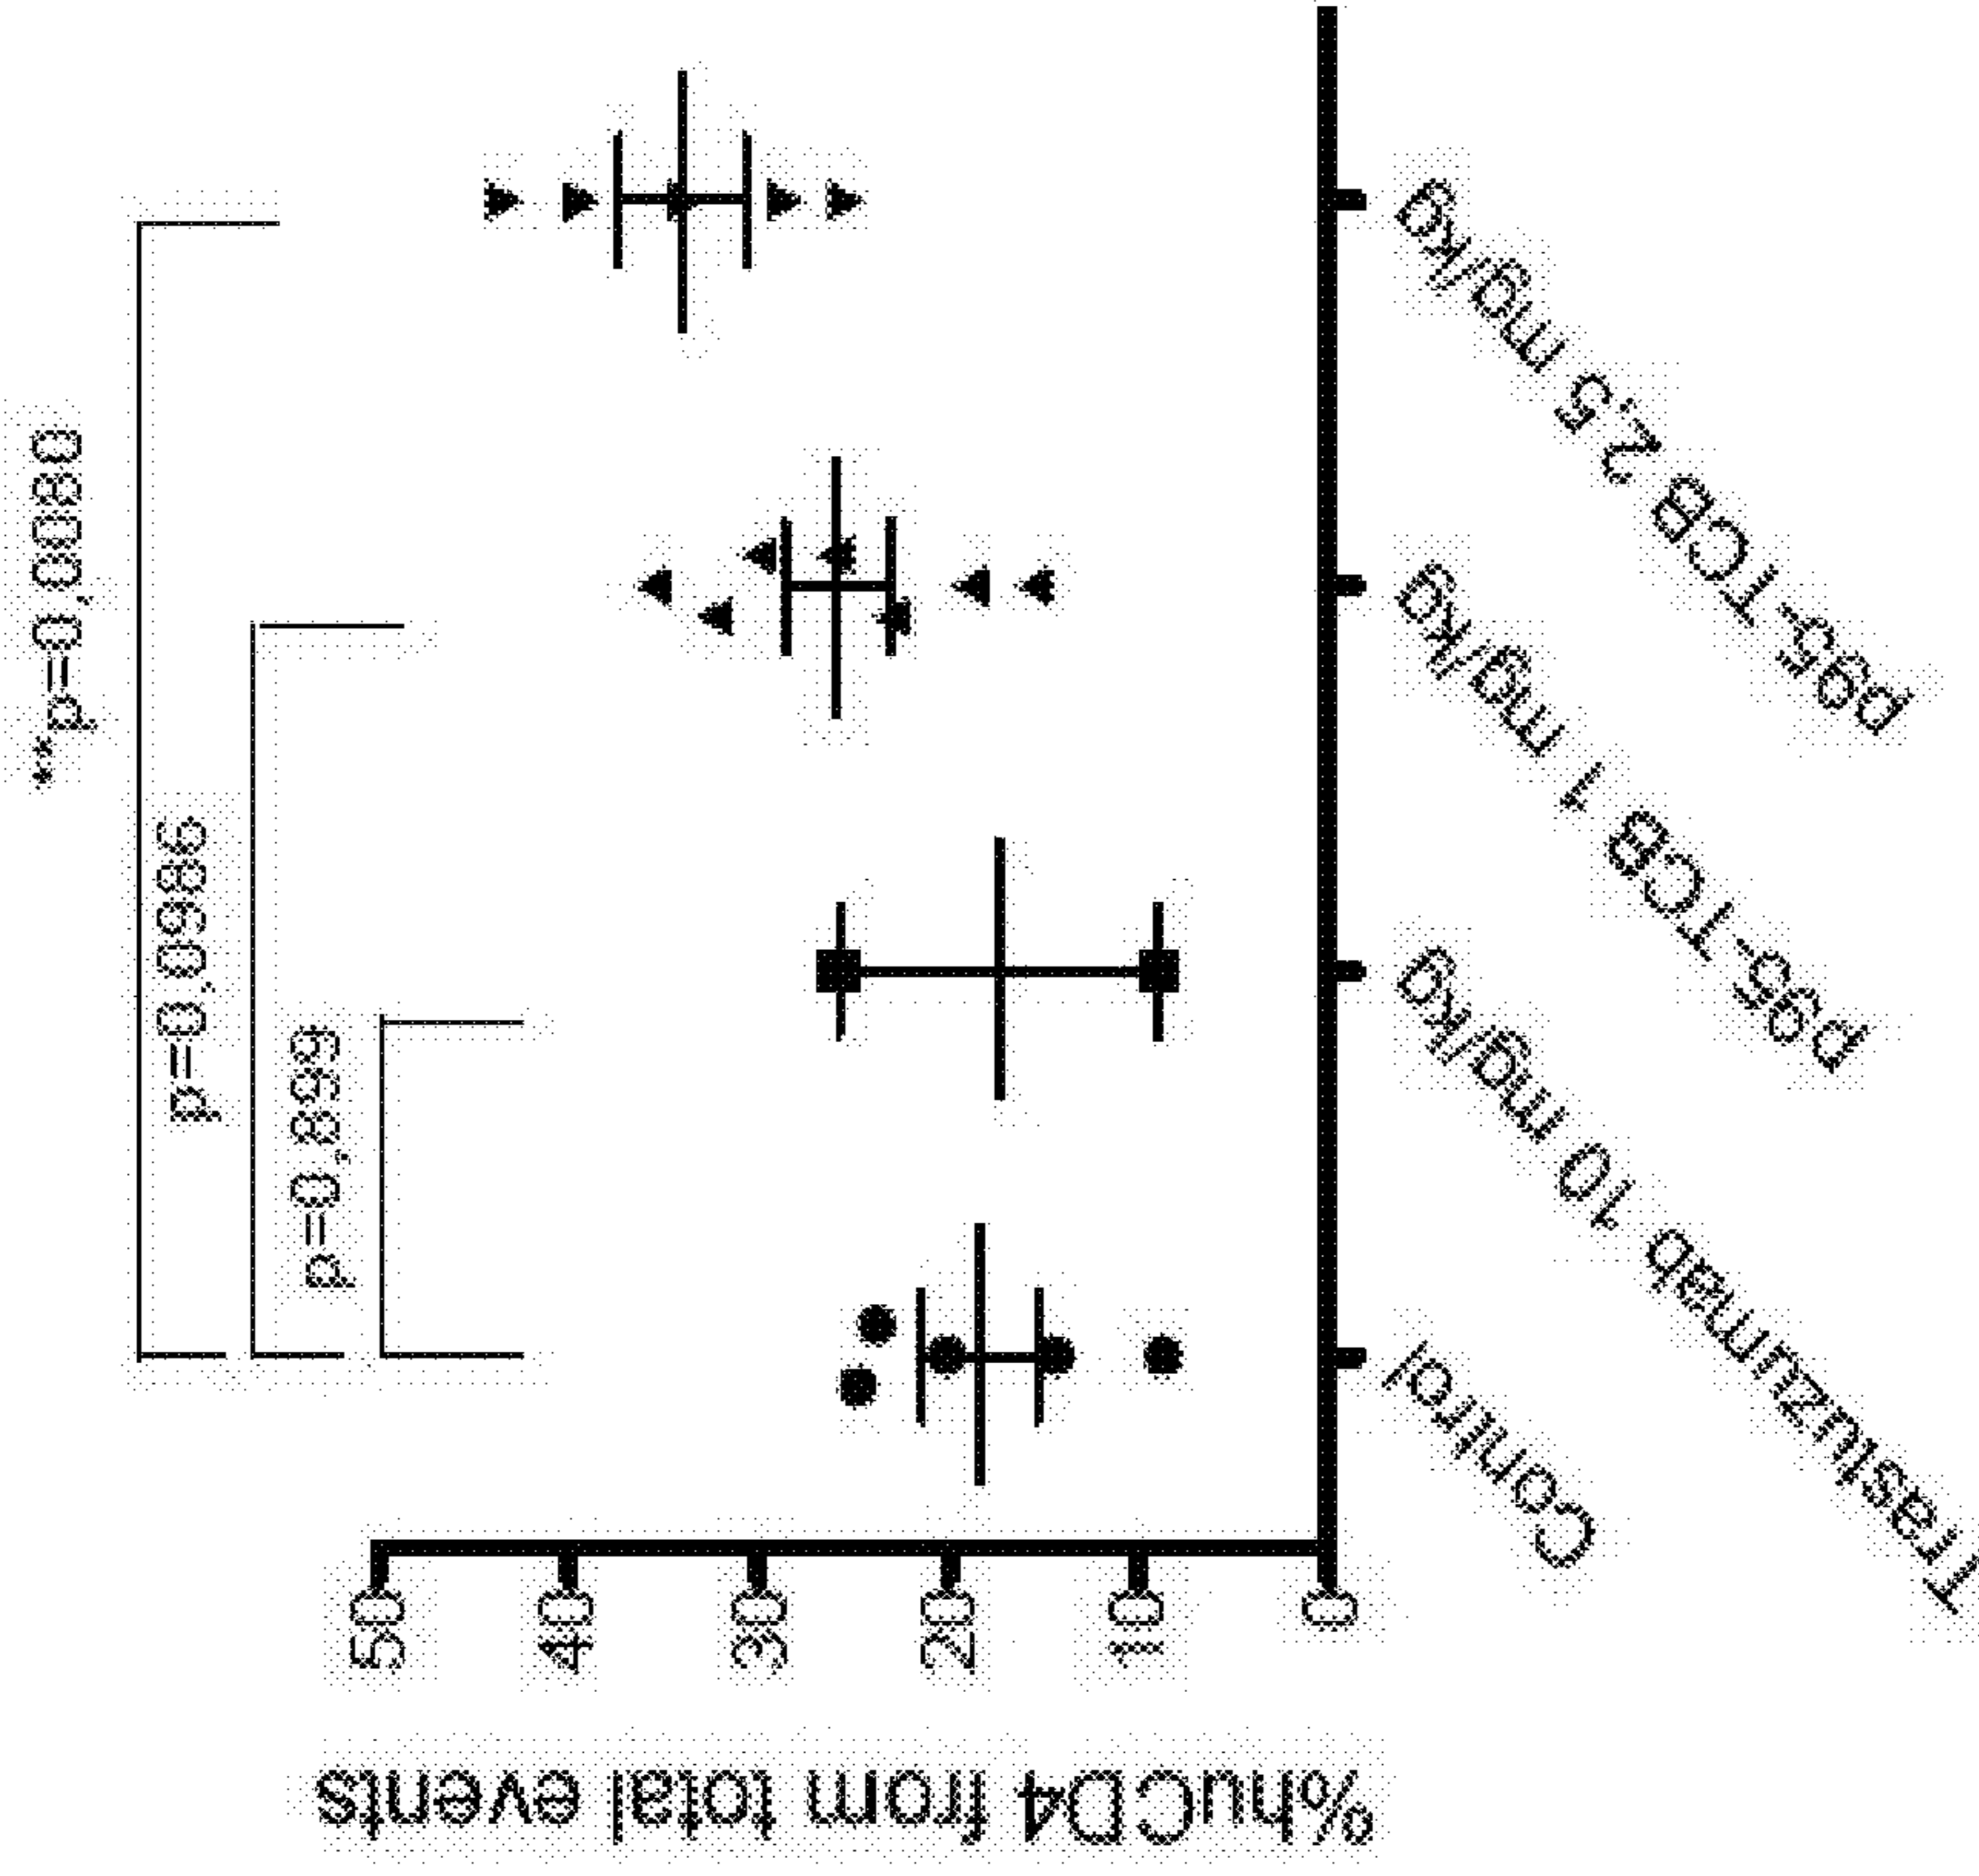 **p=0,0080
p=0,0986
p=0,899
%huCD4 from total events
50
40
30
20
10
0
Control
Trastuzumab 10 mg/kg
p95-TCB 1 mg/kg
p95-TCB 2,5 mg/kg